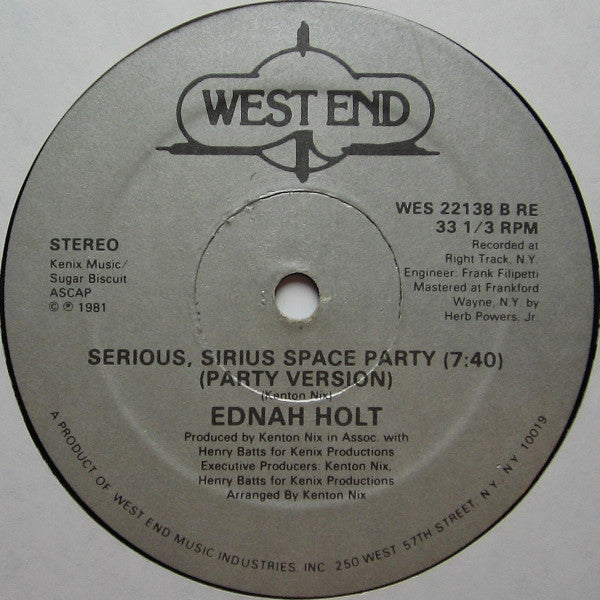 WEST END
WES 22138 B RE
33 1/3 RPM
STEREO
Kenix Music/
Sugar Biscuit
ASCAP
© ℗ 1981
Recorded at
Right Track, N.Y.
Engineer: Frank Filipetti
Mastered at Frankford
Wayne, N.Y. by
Herb Powers, Jr.
SERIOUS, SIRIUS SPACE PARTY (7:40)
(PARTY VERSION)
(Kenton Nix)
EDNAH HOLT
Produced by Kenton Nix in Assoc. with
Henry Batts for Kenix Productions
Executive Producers: Kenton Nix,
Henry Batts for Kenix Productions
Arranged By Kenton Nix
A PRODUCT OF WEST END MUSIC INDUSTRIES, INC. 250 WEST 57TH STREET, N.Y., N.Y. 10019